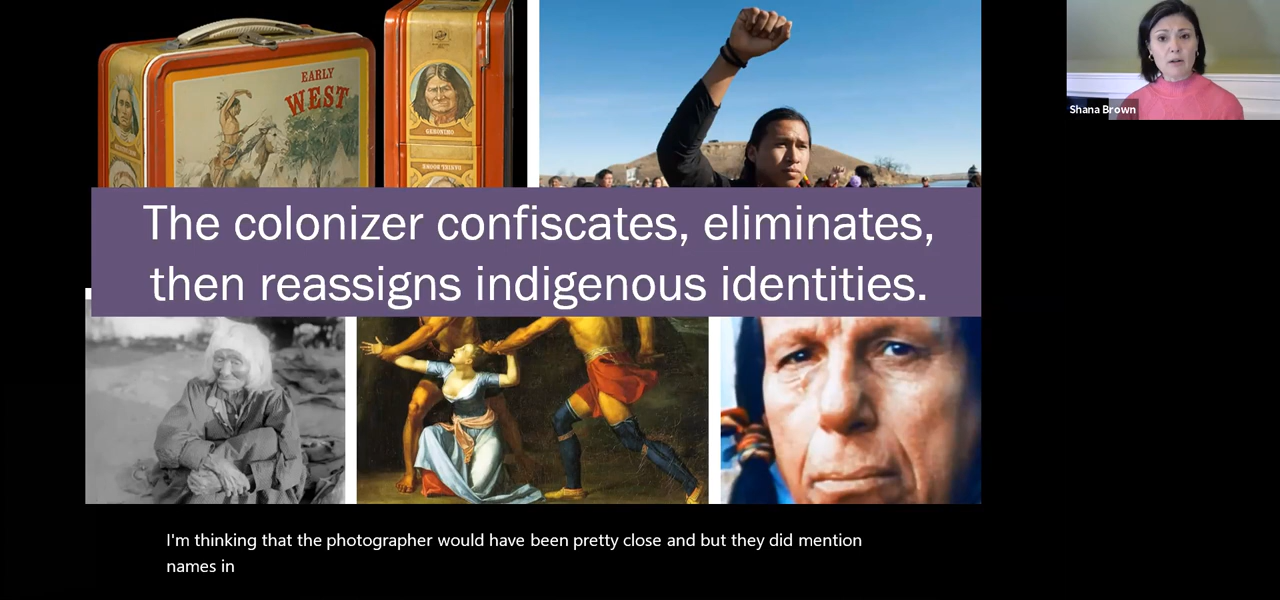 EARLY
WEST
GERONIMO
Shana Brown
The colonizer confiscates, eliminates,
then reassigns indigenous identities.
I'm thinking that the photographer would have been pretty close and but they did mention
names in